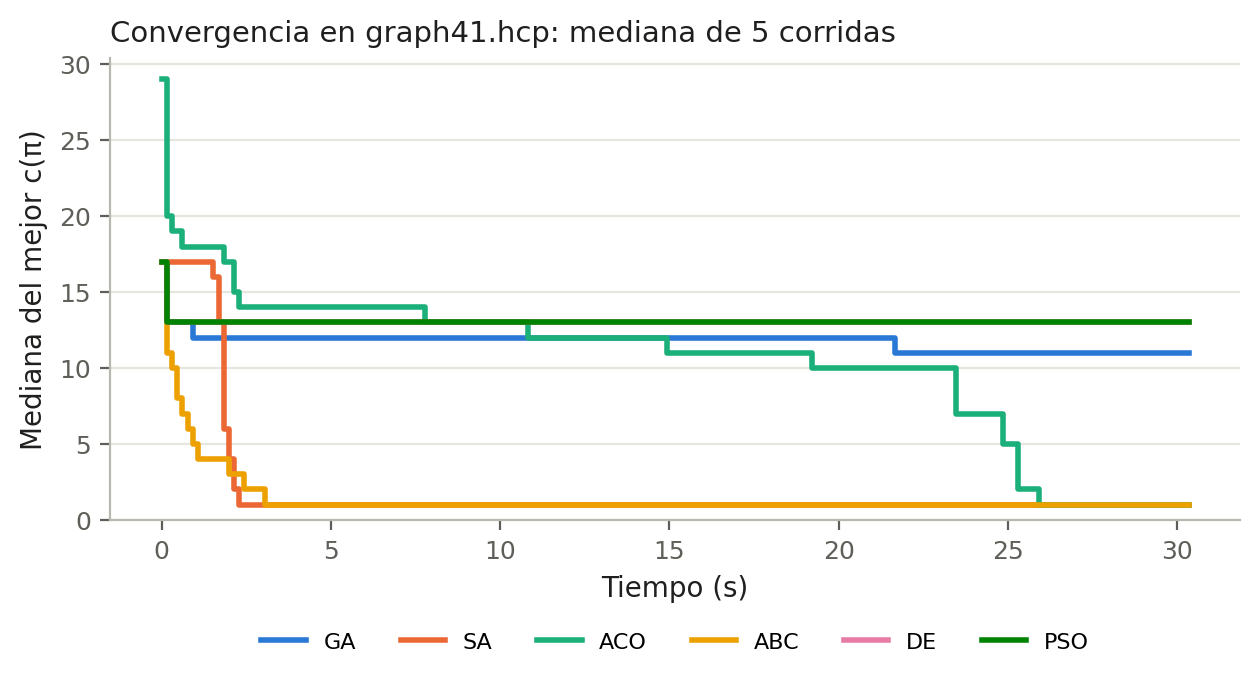 Convergencia en graph41.hcp: mediana de 5 corridas
Mediana del mejor c(π)
30
25
20
15
10
5
0
0 5 10 15 20 25 30
Tiempo (s)
GA SA ACO ABC DE PSO